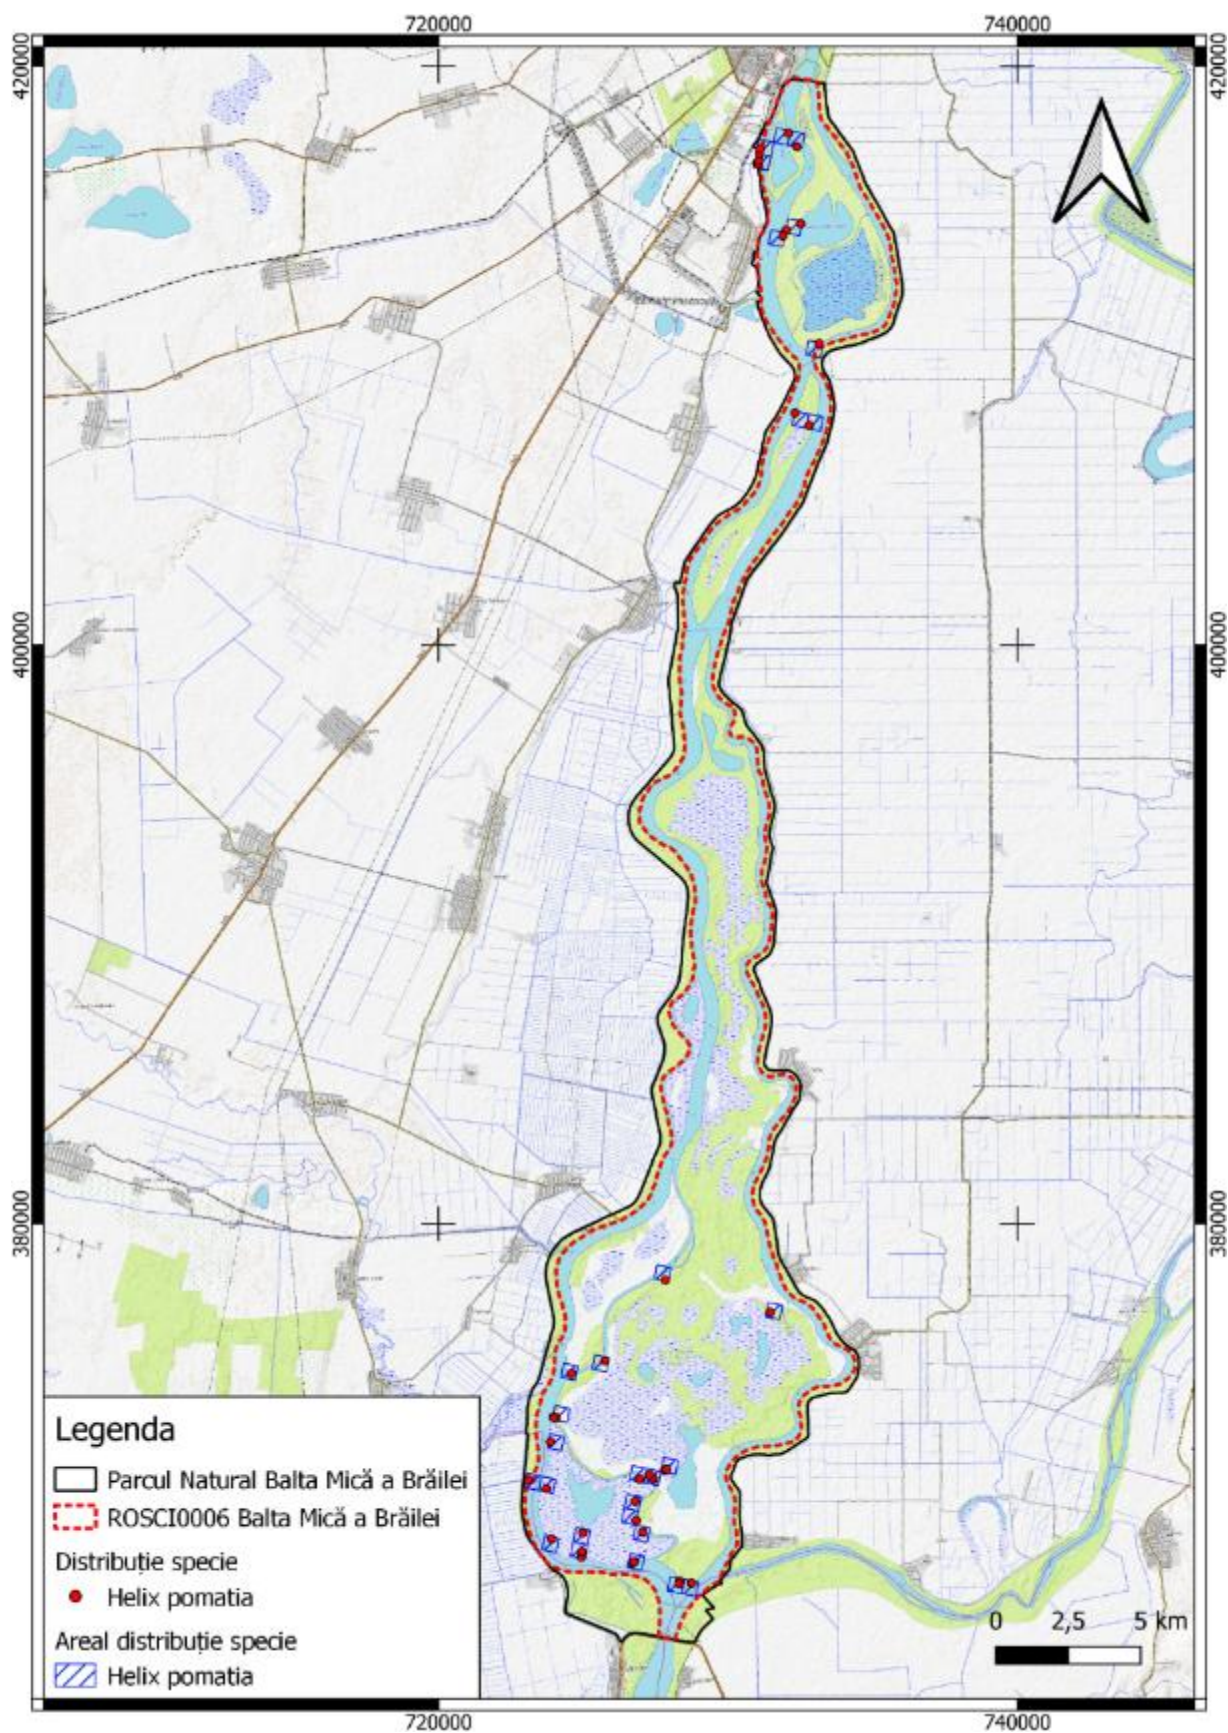 720000
740000
420000
420000
400000
400000
380000
380000
Legenda
Parcul Natural Balta Mică a Brăilei
ROSCI0006 Balta Mică a Brăilei
Distribuție specie
Helix pomatia
Areal distribuție specie
Helix pomatia
0 2,5 5 km
720000
740000